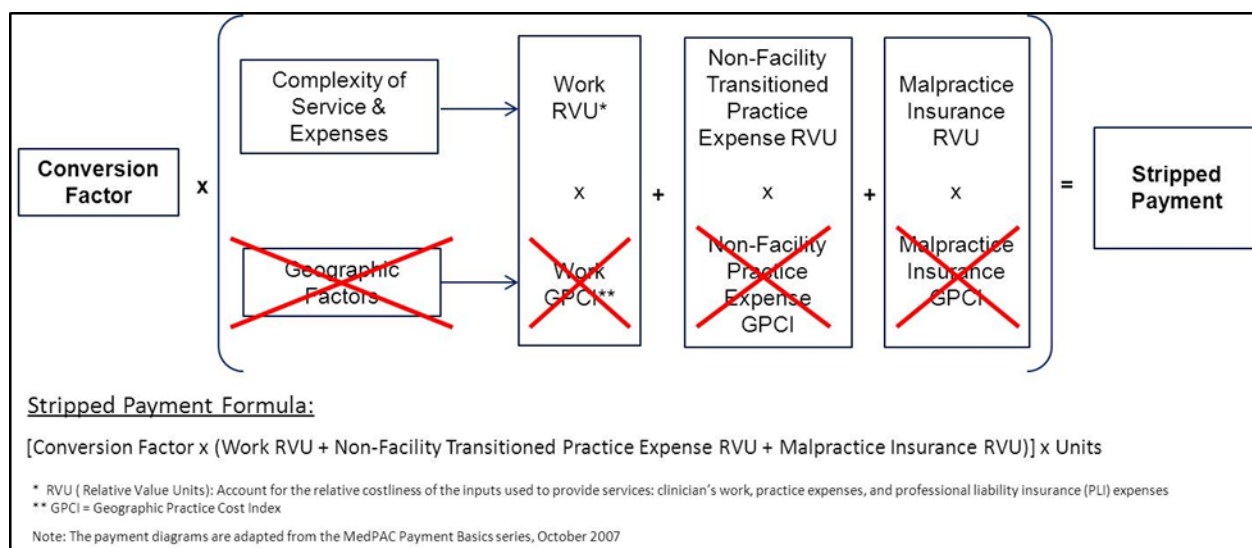 Conversion
Factor
x
Complexity of
Service &
Expenses
Geographic
Factors
Work
RVU*
x
Work
GPCI**
+
Non-Facility
Transitioned
Practice
Expense RVU
x
Non-Facility
Practice
Expense
GPCI
+
Malpractice
Insurance
RVU
x
Malpractice
Insurance
GPCI
=
Stripped
Payment
Stripped Payment Formula:
[Conversion Factor x (Work RVU + Non-Facility Transitioned Practice Expense RVU + Malpractice Insurance RVU)] x Units
* RVU ( Relative Value Units): Account for the relative costliness of the inputs used to provide services: clinician's work, practice expenses, and professional liability insurance (PLI) expenses
** GPCI = Geographic Practice Cost Index
Note: The payment diagrams are adapted from the MedPAC Payment Basics series, October 2007